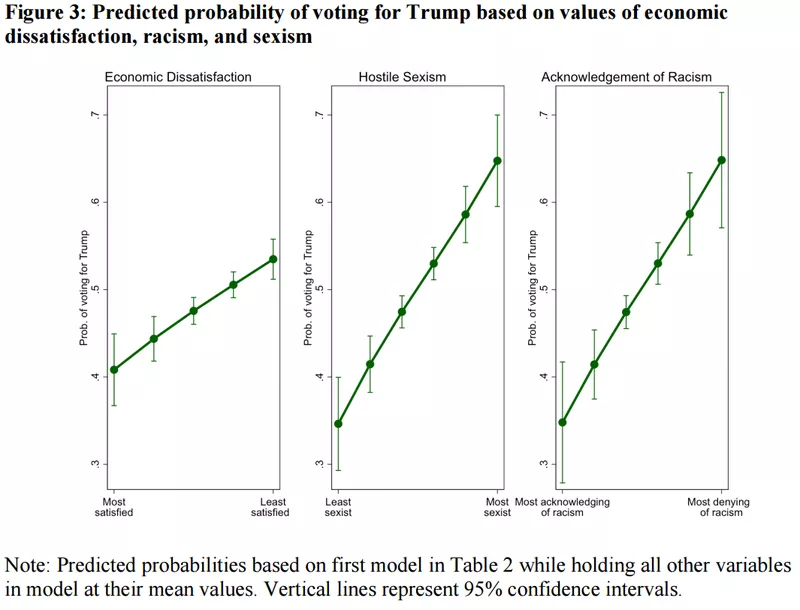 Figure 3: Predicted probability of voting for Trump based on values of economic
dissatisfaction, racism, and sexism
Economic Dissatisfaction
Prob. of voting for Trump
.7
.6
.5
.4
.3
Most
satisfied
Least
satisfied
Hostile Sexism
Prob. of voting for Trump
.7
.6
.5
.4
.3
Least
sexist
Most
sexist
Acknowledgement of Racism
Prob. of voting for Trump
.7
.6
.5
.4
.3
Most acknowledging
of racism
Most denying
of racism
Note: Predicted probabilities based on first model in Table 2 while holding all other variables
in model at their mean values. Vertical lines represent 95% confidence intervals.